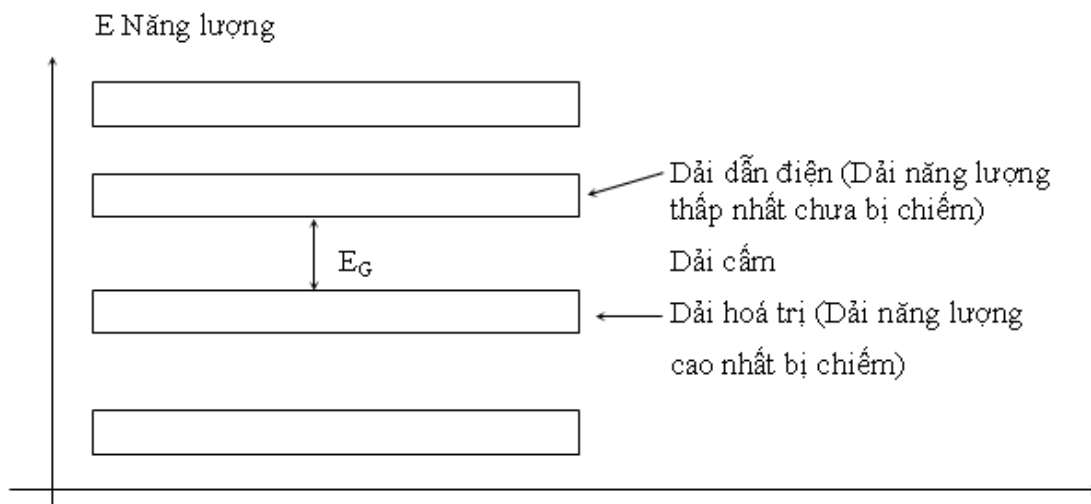 E Năng lượng
Dải dẫn điện (Dải năng lượng
thấp nhất chưa bị chiếm)
E_G
Dải cấm
Dải hoá trị (Dải năng lượng
cao nhất bị chiếm)